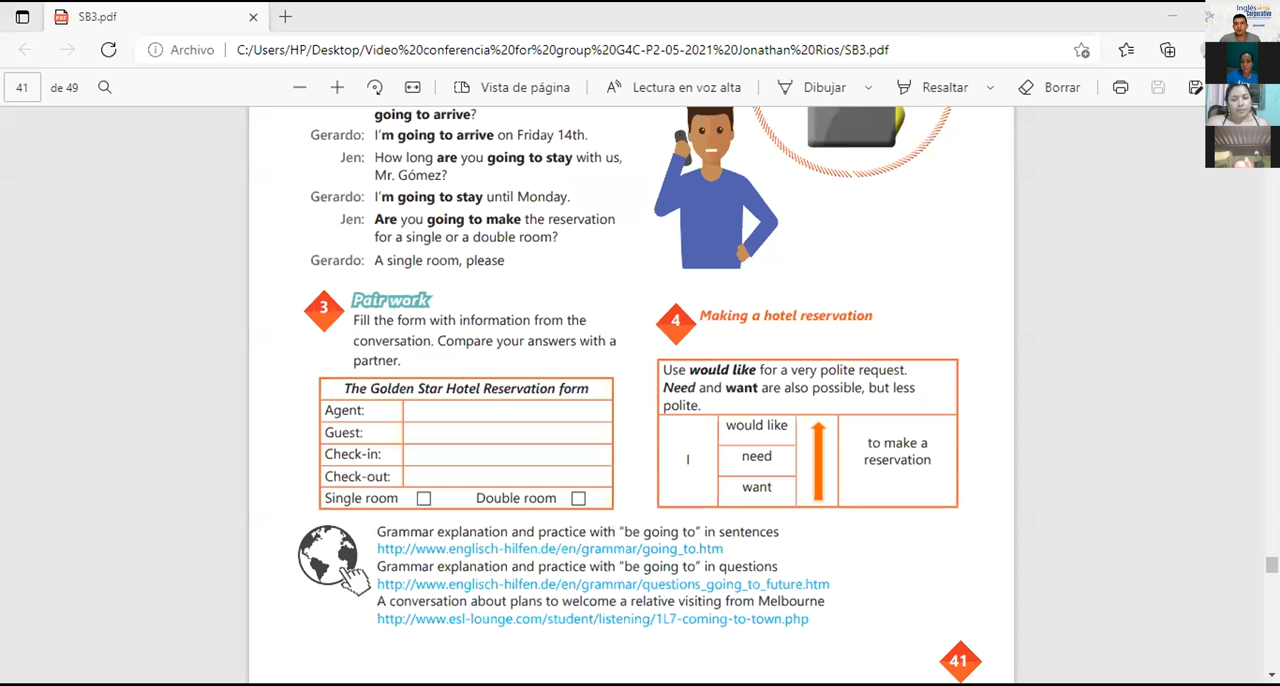 SB3.pdf
Archivo
C:/Users/HP/Desktop/Video%20conferencia%20for%20group%20G4C-P2-05-2021%20Jonathan%20Rios/SB3.pdf
41
de 49
Vista de página
Lectura en voz alta
Dibujar
Resaltar
Borrar
Inglés
Corporativo
going to arrive?
Gerardo: I'm going to arrive on Friday 14th.
Jen: How long are you going to stay with us,
Mr. Gómez?
Gerardo: I'm going to stay until Monday.
Jen: Are you going to make the reservation
for a single or a double room?
Gerardo: A single room, please
3
Pair work
Fill the form with information from the
conversation. Compare your answers with a
partner.
The Golden Star Hotel Reservation form
Agent:
Guest:
Check-in:
Check-out:
Single room Double room
4
Making a hotel reservation
Use would like for a very polite request.
Need and want are also possible, but less
polite.
I
would like
need
want
to make a
reservation
Grammar explanation and practice with “be going to” in sentences
http://www.englisch-hilfen.de/en/grammar/going_to.htm
Grammar explanation and practice with “be going to” in questions
http://www.englisch-hilfen.de/en/grammar/questions_going_to_future.htm
A conversation about plans to welcome a relative visiting from Melbourne
http://www.esl-lounge.com/student/listening/1L7-coming-to-town.php
41